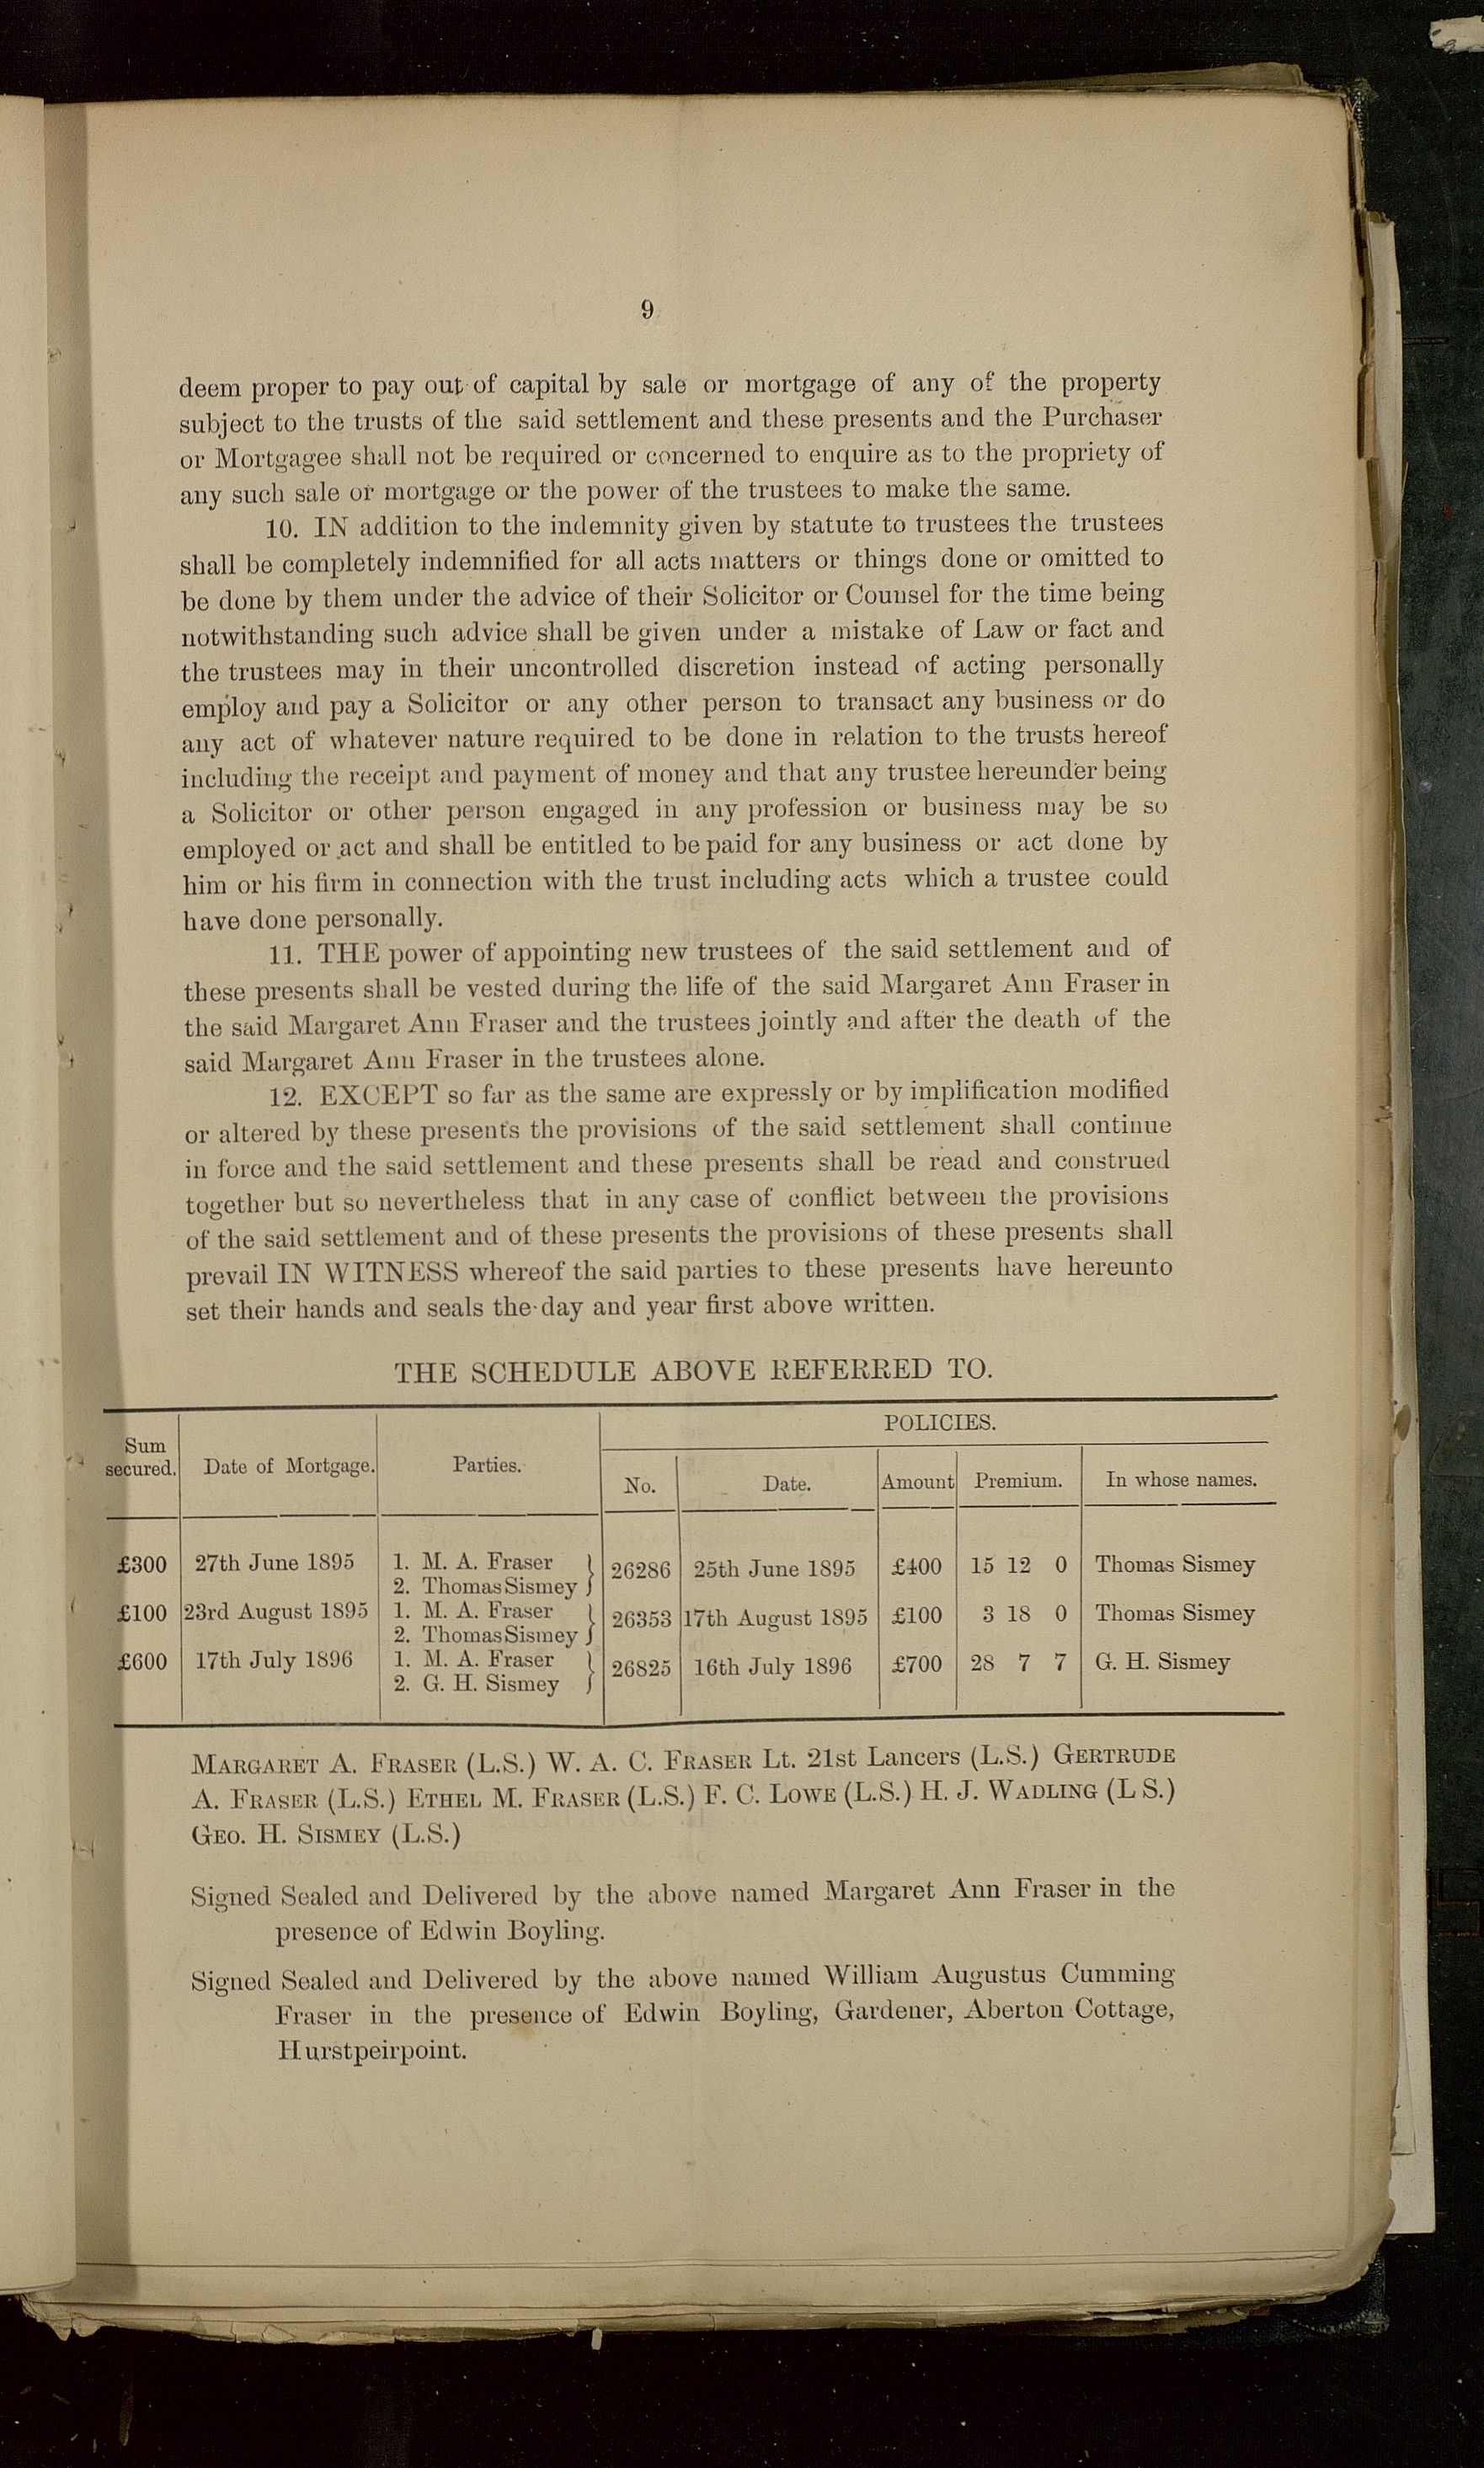 9
deem proper to pay out of capital by sale or mortgage of any of the property
subject to the trusts of the said settlement and these presents and the Purchaser
or Mortgagee shall not be required or concerned to enquire as to the propriety of
any such sale or mortgage or the power of the trustees to make the same.
10. IN addition to the indemnity given by statute to trustees the trustees
shall be completely indemnified for all acts matters or things done or omitted to
be done by them under the advice of their Solicitor or Counsel for the time being
notwithstanding such advice shall be given under a mistake of Law or fact and
the trustees may in their uncontrolled discretion instead of acting personally
employ and pay a Solicitor or any other person to transact any business or do
any act of whatever nature required to be done in relation to the trusts hereof
including the receipt and payment of money and that any trustee hereunder being
a Solicitor or other person engaged in any profession or business may be so
employed or act and shall be entitled to be paid for any business or act done by
him or his firm in connection with the trust including acts which a trustee could
have done personally.
11. THE power of appointing new trustees of the said settlement and of
these presents shall be vested during the life of the said Margaret Ann Fraser in
the said Margaret Ann Fraser and the trustees jointly and after the death of the
said Margaret Ann Fraser in the trustees alone.
12. EXCEPT so far as the same are expressly or by implification modified
or altered by these presents the provisions of the said settlement shall continue
in force and the said settlement and these presents shall be read and construed
together but so nevertheless that in any case of conflict between the provisions
of the said settlement and of these presents the provisions of these presents shall
prevail IN WITNESS whereof the said parties to these presents have hereunto
set their hands and seals the day and year first above written.
THE SCHEDULE ABOVE REFERRED TO.
POLICIES.
Sum secured. Date of Mortgage. Parties. No. Date. Amount Premium. In whose names.
£300 27th June 1895 1. M. A. Fraser 26286 25th June 1895 £400 15 12 0 Thomas Sismey
2. Thomas Sismey
£100 23rd August 1895 1. M. A. Fraser 26353 17th August 1895 £100 3 18 0 Thomas Sismey
2. Thomas Sismey
£600 17th July 1896 1. M. A. Fraser 26825 16th July 1896 £700 28 7 7 G. H. Sismey
2. G. H. Sismey
MARGARET A. FRASER (L.S.) W. A. C. FRASER Lt. 21st Lancers (L.S.) GERTRUDE
A. FRASER (L.S.) ETHEL M. FRASER (L.S.) F. C. LOWE (L.S.) H. J. WADLING (L S.)
GEO. H. SISMEY (L.S.)
Signed Sealed and Delivered by the above named Margaret Ann Fraser in the
presence of Edwin Boyling.
Signed Sealed and Delivered by the above named William Augustus Cumming
Fraser in the presence of Edwin Boyling, Gardener, Aberton Cottage,
Hurstpeirpoint.